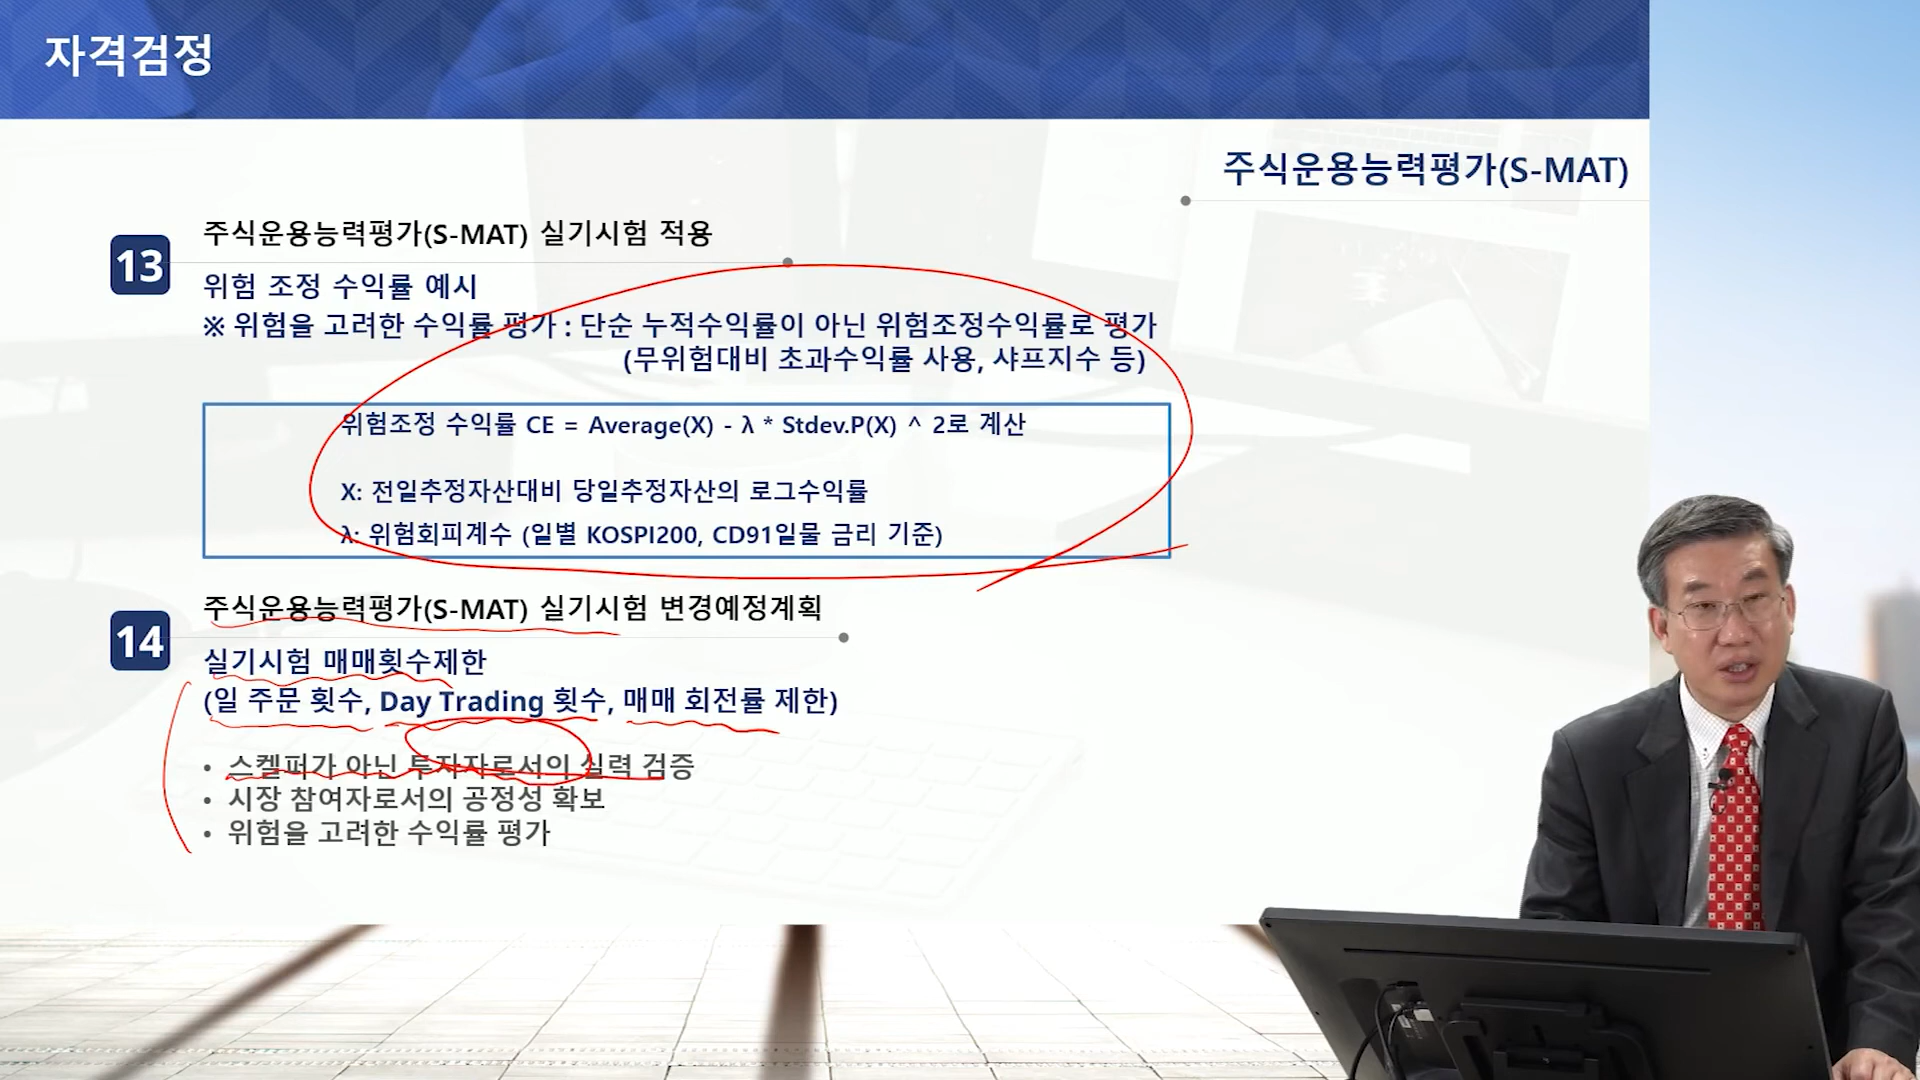 자격검정
주식운용능력평가(S-MAT)
13
주식운용능력평가(S-MAT) 실기시험 적용
위험 조정 수익률 예시
※ 위험을 고려한 수익률 평가 : 단순 누적수익률이 아닌 위험조정수익률로 평가
(무위험대비 초과수익률 사용, 샤프지수 등)
위험조정 수익률 CE = Average(X) - λ * Stdev.P(X) ^ 2로 계산
X: 전일추정자산대비 당일추정자산의 로그수익률
λ: 위험회피계수 (일별 KOSPI200, CD91일물 금리 기준)
14
주식운용능력평가(S-MAT) 실기시험 변경예정계획
실기시험 매매횟수제한
(일 주문 횟수, Day Trading 횟수, 매매 회전률 제한)
• 스켈퍼가 아닌 투자자로서의 실력 검증
• 시장 참여자로서의 공정성 확보
• 위험을 고려한 수익률 평가